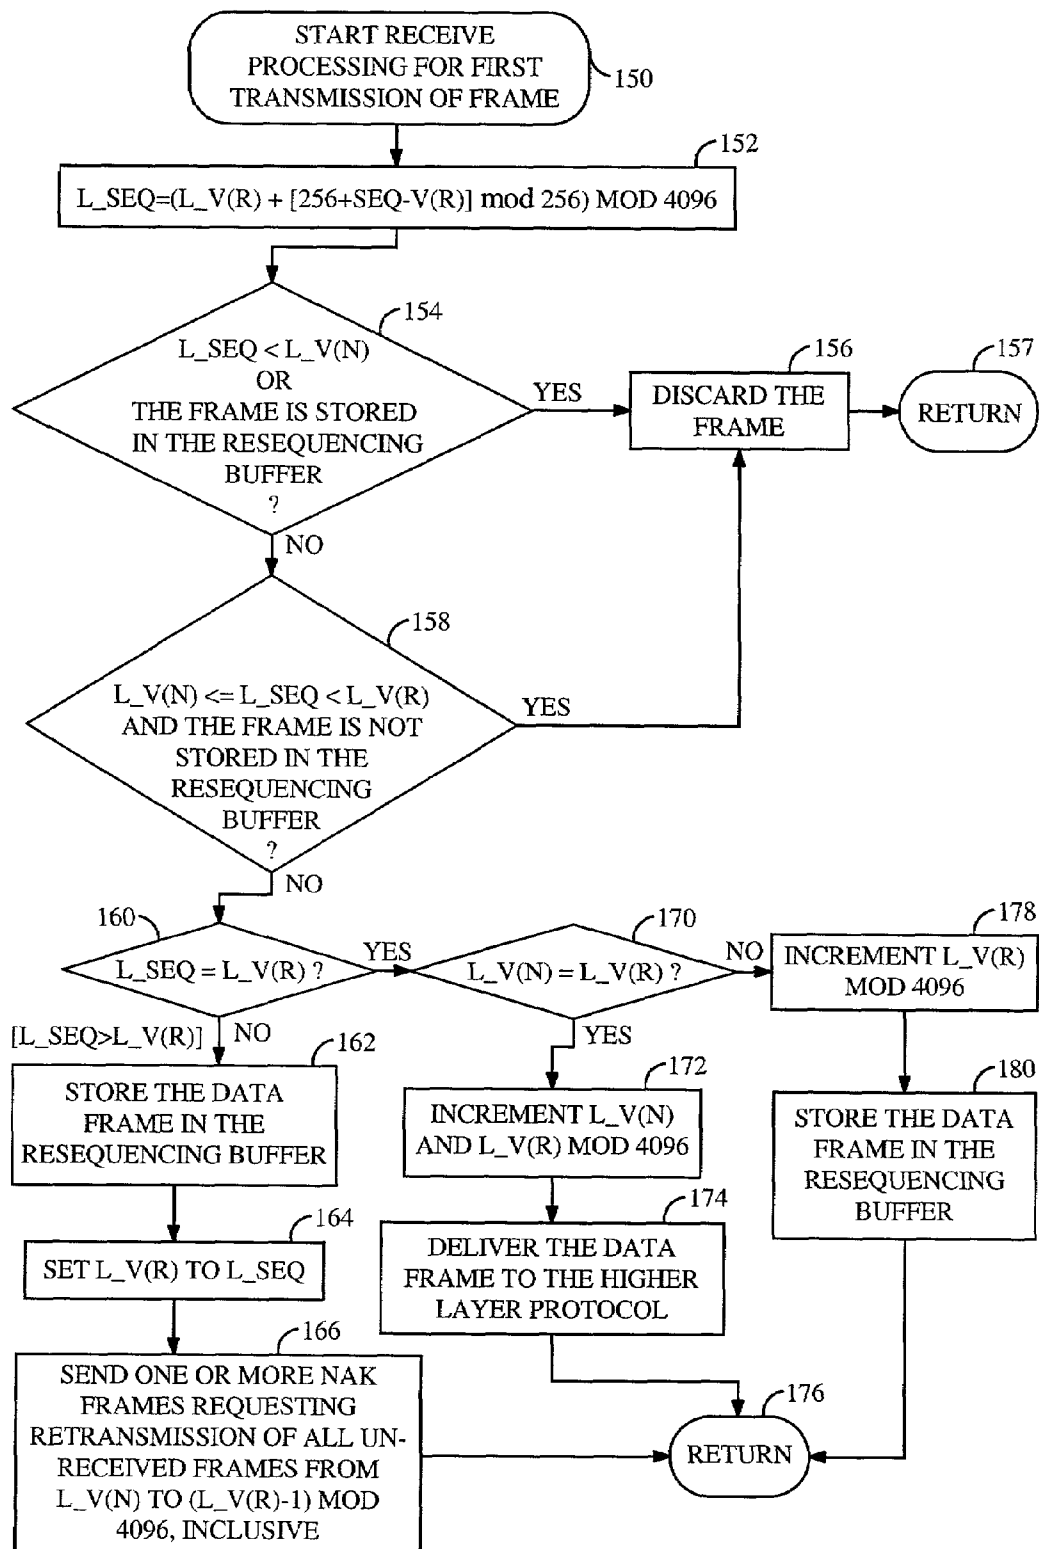 START RECEIVE
PROCESSING FOR FIRST
TRANSMISSION OF FRAME
150
152
L_SEQ=(L_V(R) + [256+SEQ-V(R)] mod 256) MOD 4096
154
L_SEQ < L_V(N)
OR
THE FRAME IS STORED
IN THE RESEQUENCING
BUFFER
?
YES
156
DISCARD THE
FRAME
157
RETURN
NO
158
L_V(N) <= L_SEQ < L_V(R)
AND THE FRAME IS NOT
STORED IN THE
RESEQUENCING
BUFFER
?
YES
NO
160
L_SEQ = L_V(R) ?
YES
170
L_V(N) = L_V(R) ?
NO
178
INCREMENT L_V(R)
MOD 4096
[L_SEQ>L_V(R)]
NO
162
STORE THE DATA
FRAME IN THE
RESEQUENCING BUFFER
YES
172
INCREMENT L_V(N)
AND L_V(R) MOD 4096
180
STORE THE DATA
FRAME IN THE
RESEQUENCING
BUFFER
164
SET L_V(R) TO L_SEQ
174
DELIVER THE DATA
FRAME TO THE HIGHER
LAYER PROTOCOL
166
SEND ONE OR MORE NAK
FRAMES REQUESTING
RETRANSMISSION OF ALL UN-
RECEIVED FRAMES FROM
L_V(N) TO (L_V(R)-1) MOD
4096, INCLUSIVE
176
RETURN